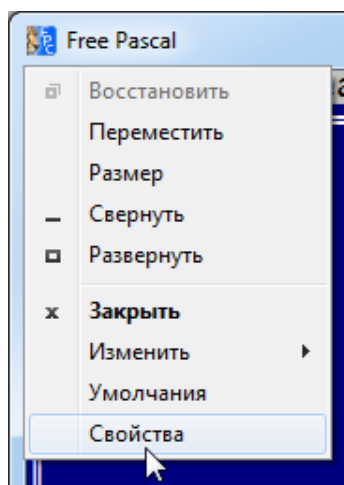 Free Pascal
Восстановить
Переместить
Размер
Свернуть
Развернуть
Закрыть
Изменить
Умолчания
Свойства